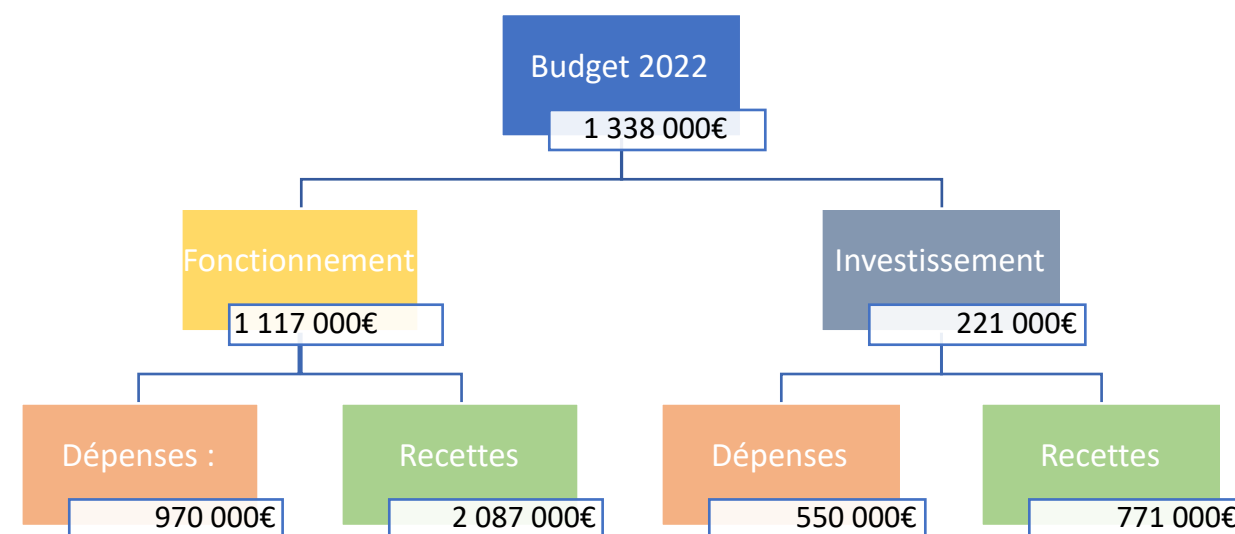 Budget 2022
1 338 000€
Fonctionnement
1 117 000€
Investissement
221 000€
Dépenses :
970 000€
Recettes
2 087 000€
Dépenses
550 000€
Recettes
771 000€